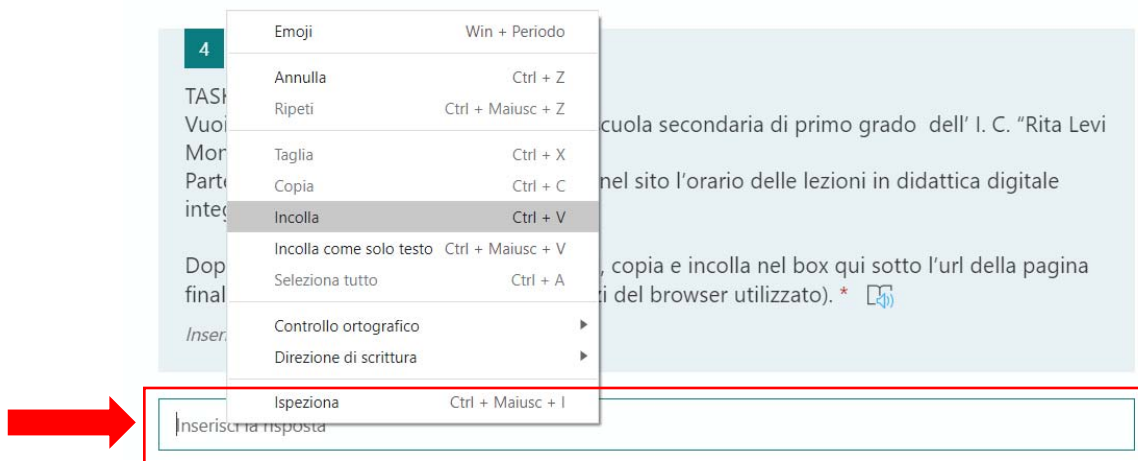 Emoji Win + Periodo
4
Annulla Ctrl + Z
TASK
Ripeti Ctrl + Maiusc + Z
Vuoi cuola secondaria di primo grado dell’ I. C. “Rita Levi
Mon
Taglia Ctrl + X
Parte nel sito l’orario delle lezioni in didattica digitale
Copia Ctrl + C
integ
Incolla Ctrl + V
Incolla come solo testo Ctrl + Maiusc + V
Dop , copia e incolla nel box qui sotto l’url della pagina
Seleziona tutto Ctrl + A
final zi del browser utilizzato). *
Controllo ortografico
Inser
Direzione di scrittura
Ispeziona Ctrl + Maiusc + I
Inserisci la risposta